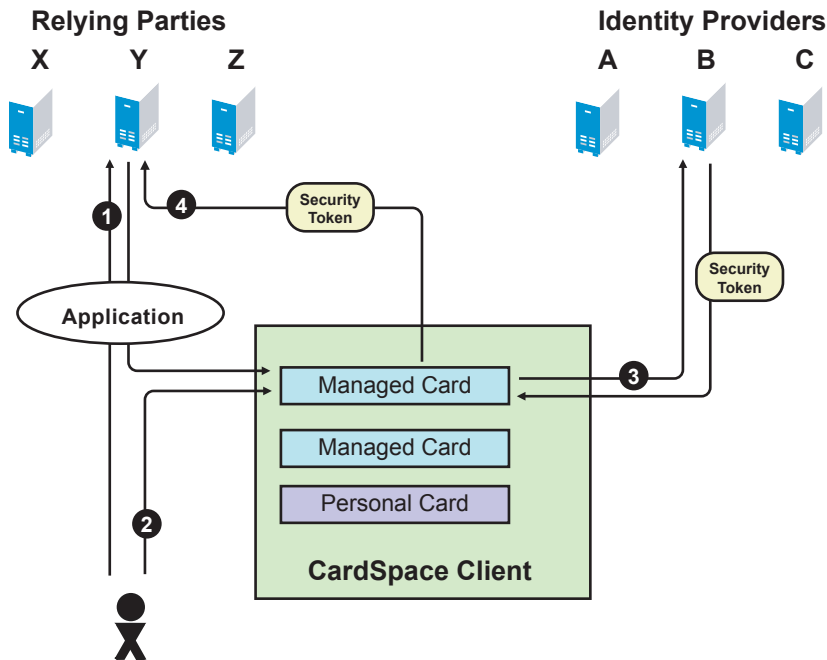 Relying Parties
Identity Providers
X
Y
Z
A
B
C
1
4
Security
Token
Security
Token
Application
Managed Card
3
Managed Card
Personal Card
2
CardSpace Client